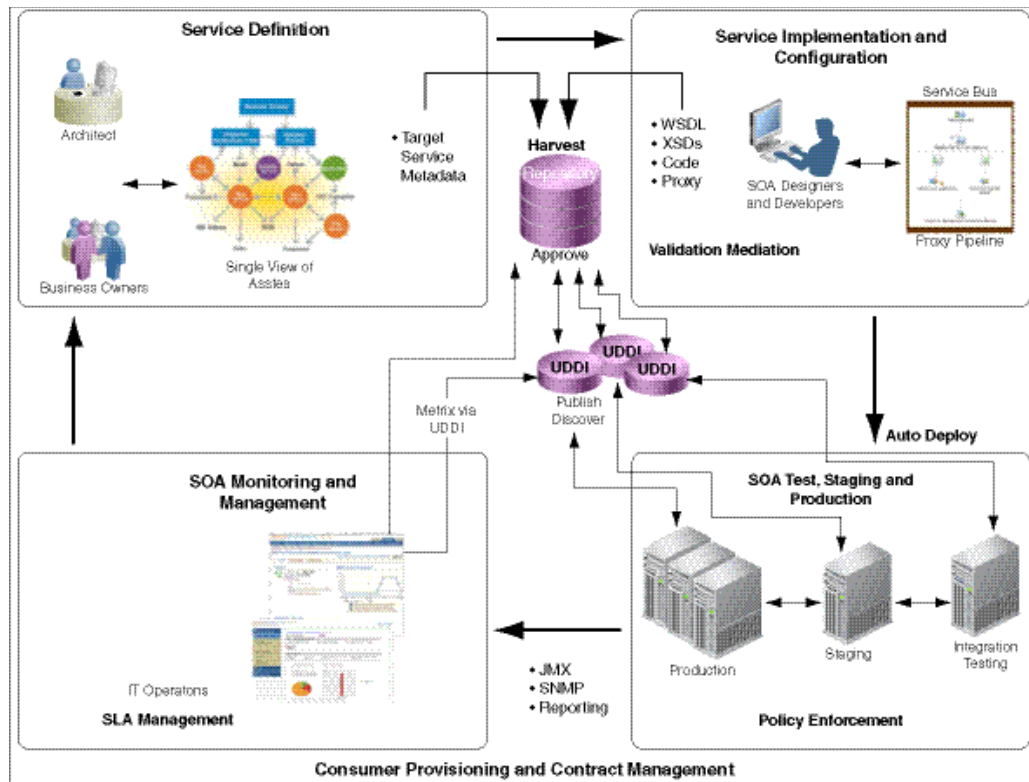 Service Definition
Architect
Business Owners
Single View of
Asstes
• Target
Service
Metadata
Harvest
Repository
Approve
Service Implementation and
Configuration
• WSDL
• XSDs
• Code
• Proxy
SOA Designers
and Developers
Service Bus
Proxy Pipeline
Validation Mediation
UDDI
UDDI
UDDI
Publish
Discover
Metrix via
UDDI
Auto Deploy
SOA Monitoring and
Management
IT Operatons
SLA Management
• JMX
• SNMP
• Reporting
SOA Test, Staging and
Production
Production
Staging
Integration
Testing
Policy Enforcement
Consumer Provisioning and Contract Management